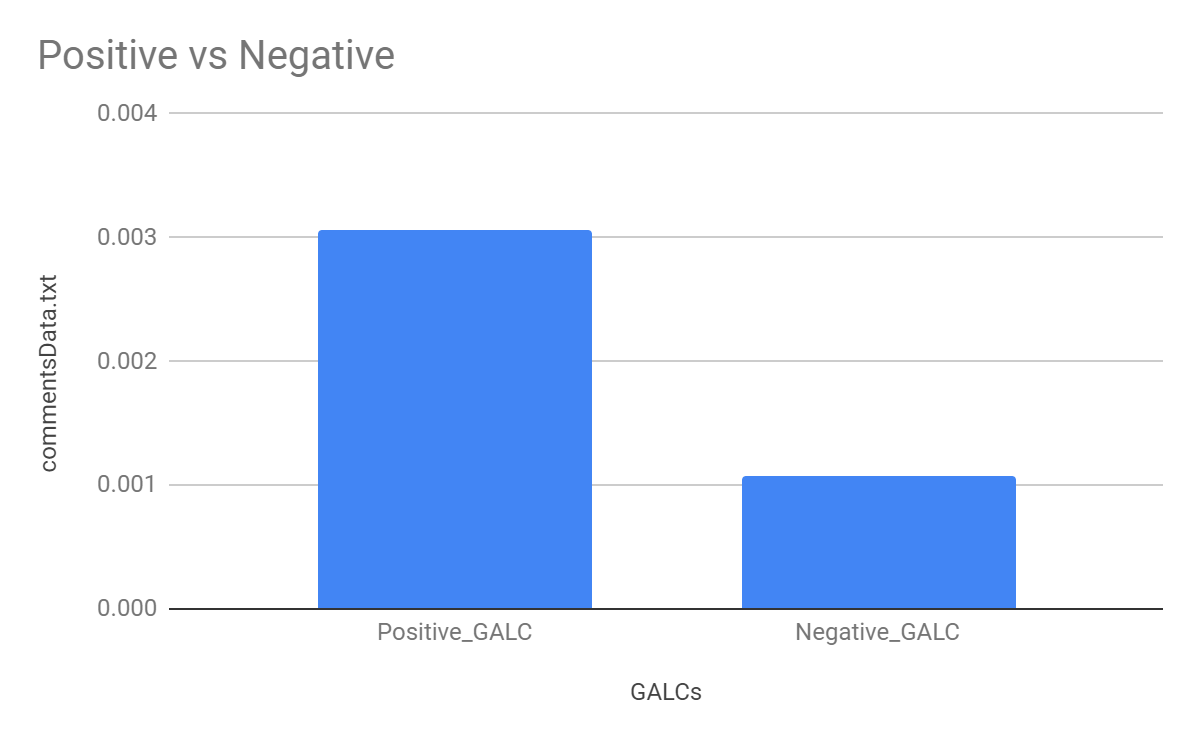 Positive vs Negative
0.004
0.003
0.002
0.001
0.000
commentsData.txt
Positive_GALC
Negative_GALC
GALCs